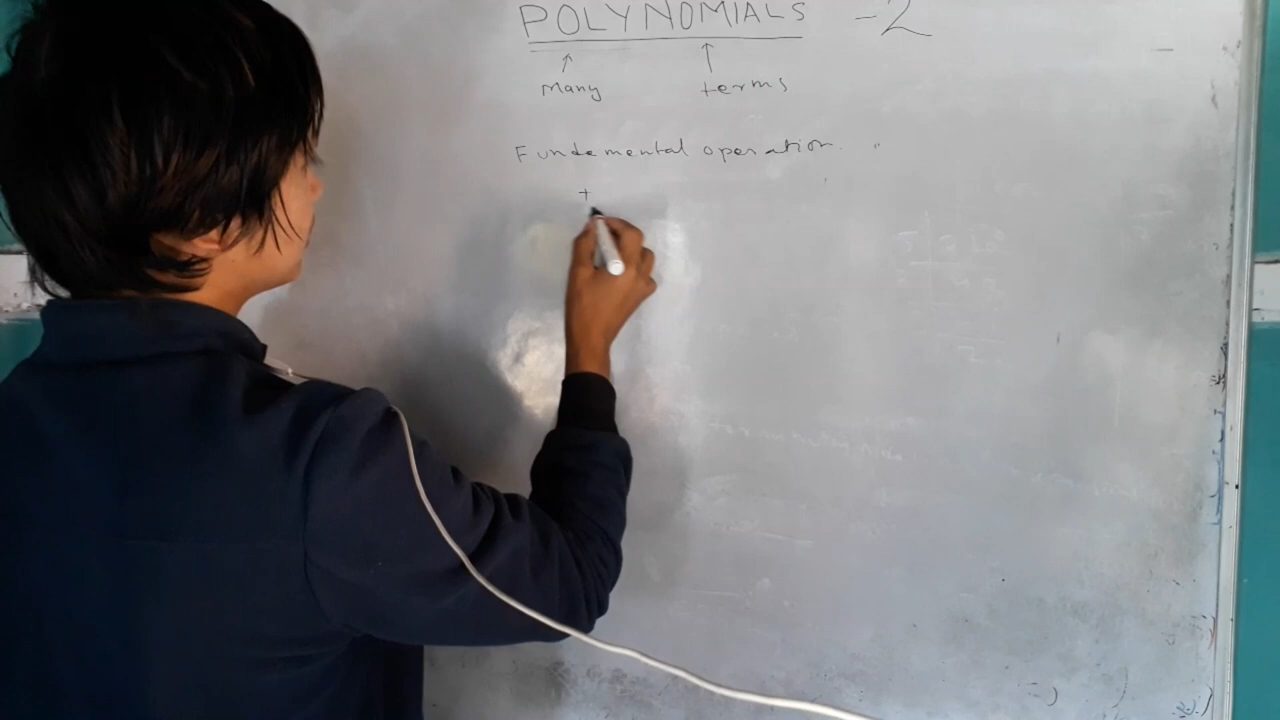 POLYNOMIALS -2
↑ ↑
Many terms
Fundemental operation.
+